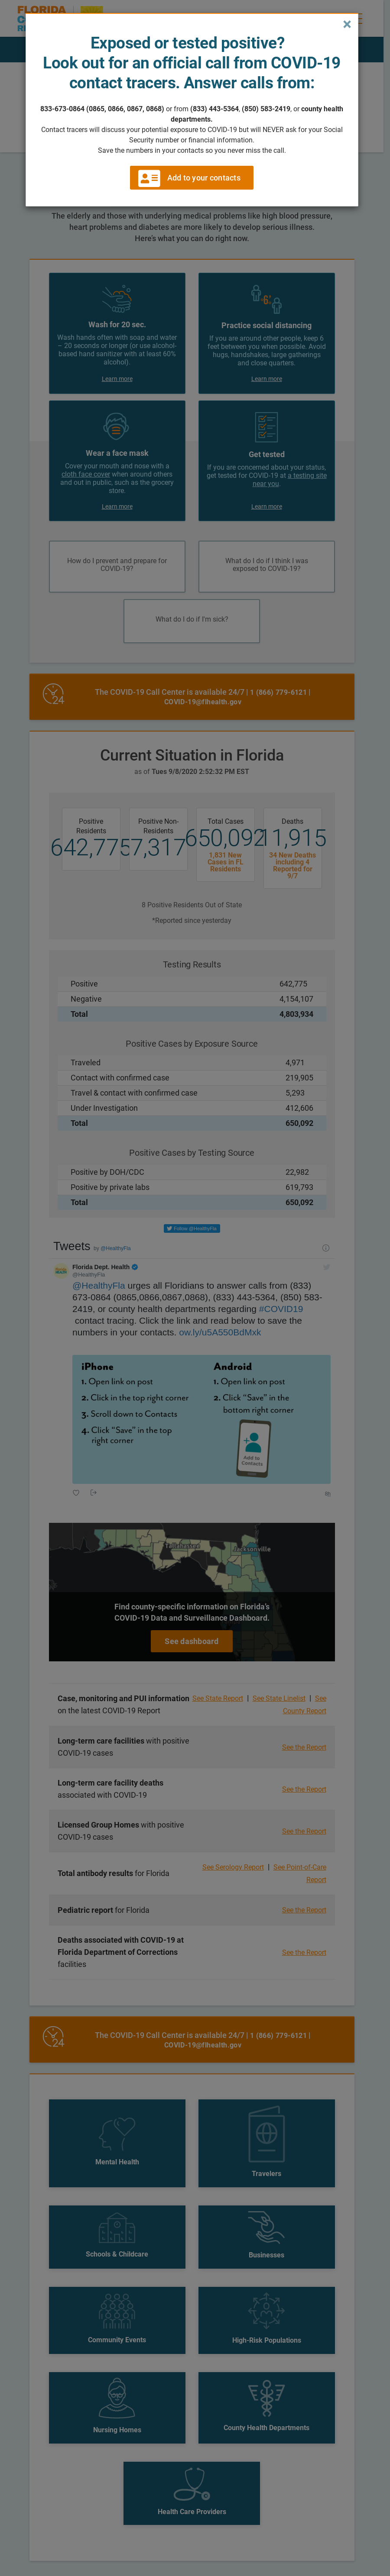 FLORIDA
×
Exposed or tested positive?
Look out for an official call from COVID-19
contact tracers. Answer calls from:
833-673-0864 (0865, 0866, 0867, 0868) or from (833) 443-5364, (850) 583-2419, or county health
departments.
Contact tracers will discuss your potential exposure to COVID-19 but will NEVER ask for your Social
Security number or financial information.
Save the numbers in your contacts so you never miss the call.
Add to your contacts
The elderly and those with underlying medical problems like high blood pressure,
heart problems and diabetes are more likely to develop serious illness.
Here's what you can do right now.
Wash for 20 sec.
Wash hands often with soap and water
– 20 seconds or longer (or use alcohol-
based hand sanitizer with at least 60%
alcohol).
Learn more
Practice social distancing
If you are around other people, keep 6
feet between you when possible. Avoid
hugs, handshakes, large gatherings
and close quarters.
Learn more
Wear a face mask
Cover your mouth and nose with a
cloth face cover when around others
and out in public, such as the grocery
store.
Learn more
Get tested
If you are concerned about your status,
get tested for COVID-19 at a testing site
near you
Learn more
How do I prevent and prepare for
COVID-19?
What do I do if I think I was
exposed to COVID-19?
What do I do if I'm sick?
24
The COVID-19 Call Center is available 24/7 | 1 (866) 779-6121 |
COVID-19@flhealth.gov
Current Situation in Florida
as of Tues 9/8/2020 2:52:32 PM EST
Positive
Residents
642,775
Positive Non-
Residents
7,317
Total Cases
650,092
1,831 New
Cases in FL
Residents
Deaths
11,915
34 New Deaths
including 4
Reported for
9/7
8 Positive Residents Out of State
*Reported since yesterday
Testing Results
Positive 642,775
Negative 4,154,107
Total 4,803,934
Positive Cases by Exposure Source
Traveled 4,971
Contact with confirmed case 219,905
Travel & contact with confirmed case 5,293
Under Investigation 412,606
Total 650,092
Positive Cases by Testing Source
Positive by DOH/CDC 22,982
Positive by private labs 619,793
Total 650,092
Follow @HealthyFla
Tweets by @HealthyFla
Florida Dept. Health
@HealthyFla
@HealthyFla urges all Floridians to answer calls from (833)
673-0864 (0865,0866,0867,0868), (833) 443-5364, (850) 583-
2419, or county health departments regarding #COVID19
contact tracing. Click the link and read below to save the
numbers in your contacts. ow.ly/u5A550BdMxk
iPhone
1. Open link on post
2. Click in the top right corner
3. Scroll down to Contacts
4. Click “Save” in the top
right corner
Android
1. Open link on post
2. Click “Save” in the
bottom right corner
Add to
Contacts
Tallahassee
Jacksonville
Find county-specific information on Florida's
COVID-19 Data and Surveillance Dashboard.
See dashboard
Case, monitoring and PUI information
on the latest COVID-19 Report
See State Report | See State Linelist | See
County Report
Long-term care facilities with positive
COVID-19 cases
See the Report
Long-term care facility deaths
associated with COVID-19
See the Report
Licensed Group Homes with positive
COVID-19 cases
See the Report
Total antibody results for Florida
See Serology Report | See Point-of-Care
Report
Pediatric report for Florida
See the Report
Deaths associated with COVID-19 at
Florida Department of Corrections
facilities
See the Report
24
The COVID-19 Call Center is available 24/7 | 1 (866) 779-6121 |
COVID-19@flhealth.gov
Mental Health
Travelers
Schools & Childcare
Businesses
Community Events
High-Risk Populations
Nursing Homes
County Health Departments
Health Care Providers